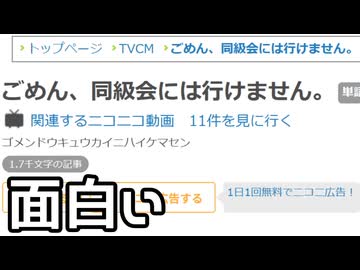 トップページ > TVCM > ごめん、同級会には行けません。
ごめん、同級会には行けません。 単語
関連するニコニコ動画 11件を見に行く
ゴメンドウキュウカイニハイケマセン
1.7千文字の記事
広告する
1日1回無料でニコニ広告！
面白い